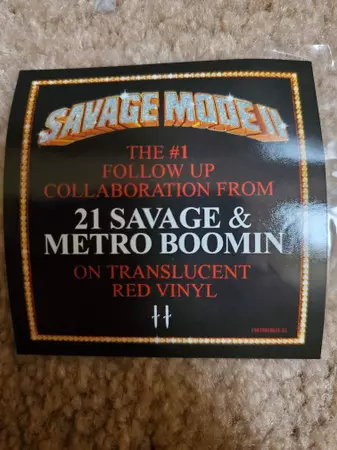 SAVAGE MODE II
THE #1
FOLLOW UP
COLLABORATION FROM
21 SAVAGE &
METRO BOOMIN
ON TRANSLUCENT
RED VINYL